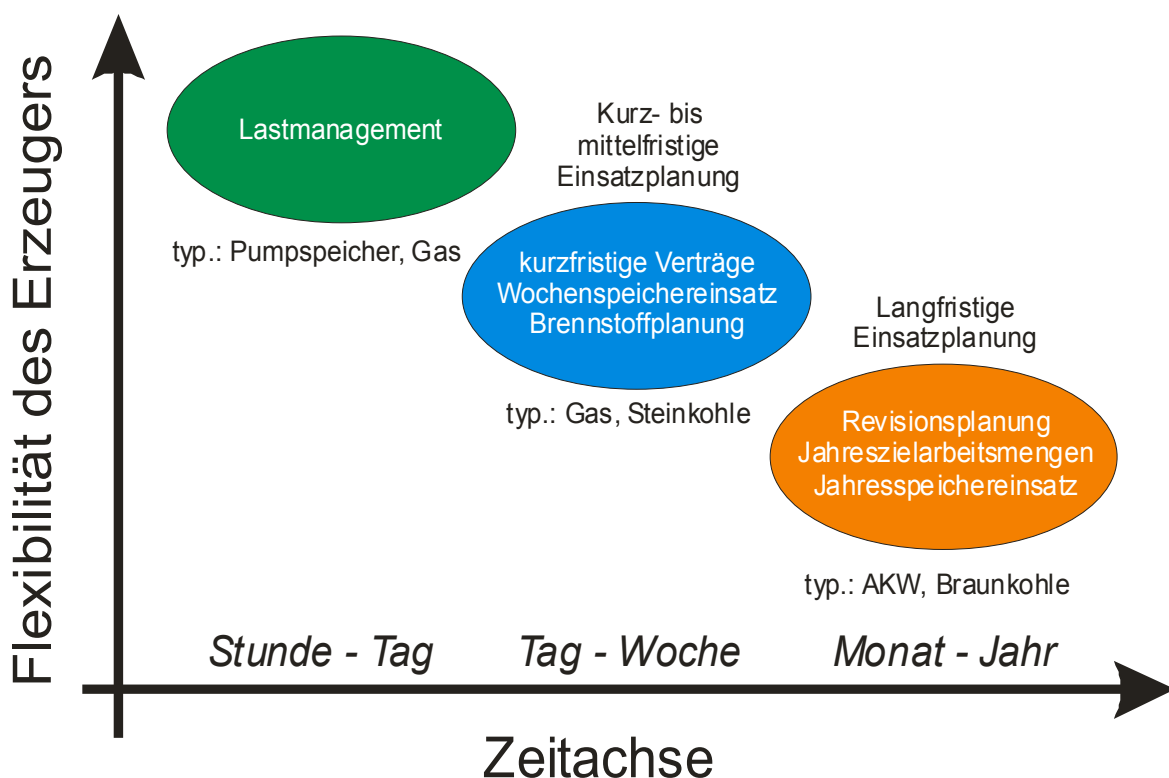 Flexibilität des Erzeugers
Lastmanagement
typ.: Pumpspeicher, Gas
Kurz- bis
mittelfristige
Einsatzplanung
kurzfristige Verträge
Wochenspeichereinsatz
Brennstoffplanung
typ.: Gas, Steinkohle
Langfristige
Einsatzplanung
Revisionsplanung
Jahreszielarbeitsmengen
Jahresspeichereinsatz
typ.: AKW, Braunkohle
Stunde - Tag
Tag - Woche
Monat - Jahr
Zeitachse